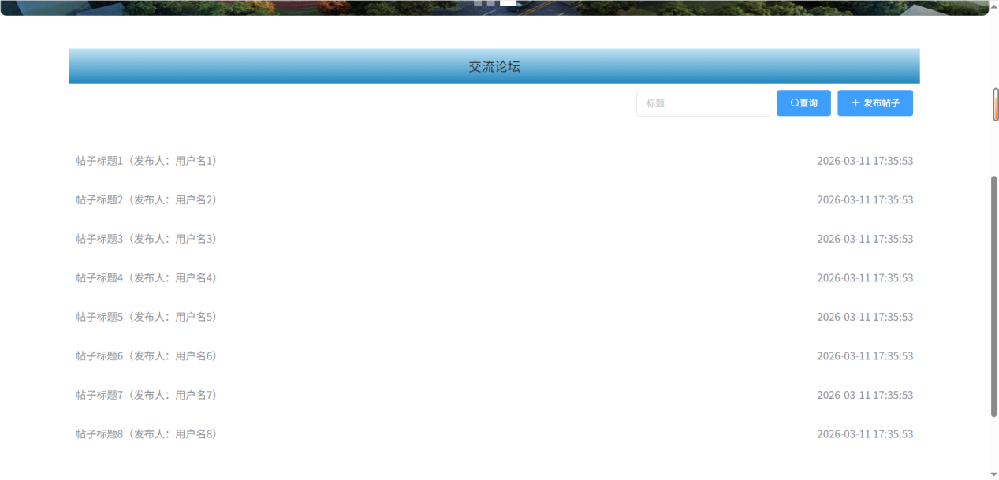 交流论坛
标题 查询 发布帖子
帖子标题1（发布人：用户名1） 2026-03-11 17:35:53
帖子标题2（发布人：用户名2） 2026-03-11 17:35:53
帖子标题3（发布人：用户名3） 2026-03-11 17:35:53
帖子标题4（发布人：用户名4） 2026-03-11 17:35:53
帖子标题5（发布人：用户名5） 2026-03-11 17:35:53
帖子标题6（发布人：用户名6） 2026-03-11 17:35:53
帖子标题7（发布人：用户名7） 2026-03-11 17:35:53
帖子标题8（发布人：用户名8） 2026-03-11 17:35:53